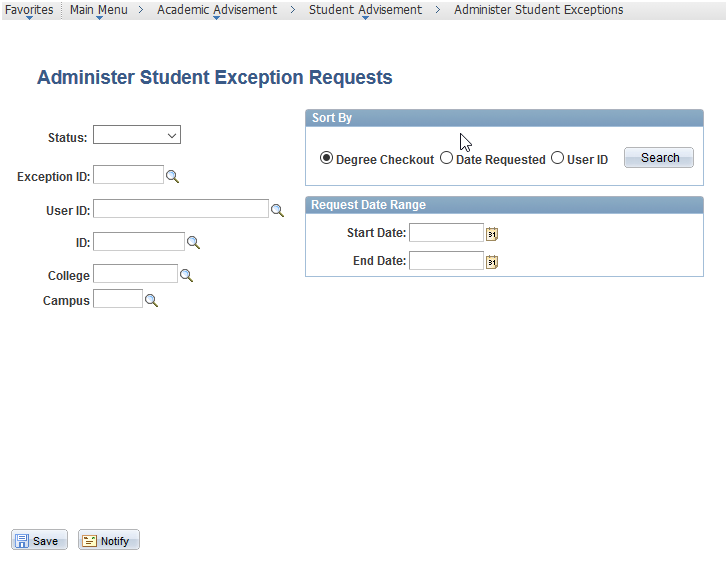 Favorites Main Menu > Academic Advisement > Student Advisement > Administer Student Exceptions
Administer Student Exception Requests
Status:
Exception ID:
User ID:
ID:
College
Campus
Sort By
Degree Checkout Date Requested User ID Search
Request Date Range
Start Date: 31
End Date: 31
Save Notify